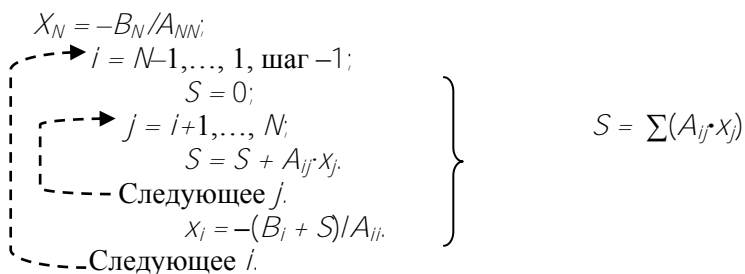 X_N = –B_N/A_NN;
i = N–1,…, 1, шаг –1;
S = 0;
j = i+1,…, N;
S = ∑(A_ij·x_j)
S = S + A_ij·x_j.
Следующее j.
x_i = –(B_i + S)/A_ii.
Следующее i.